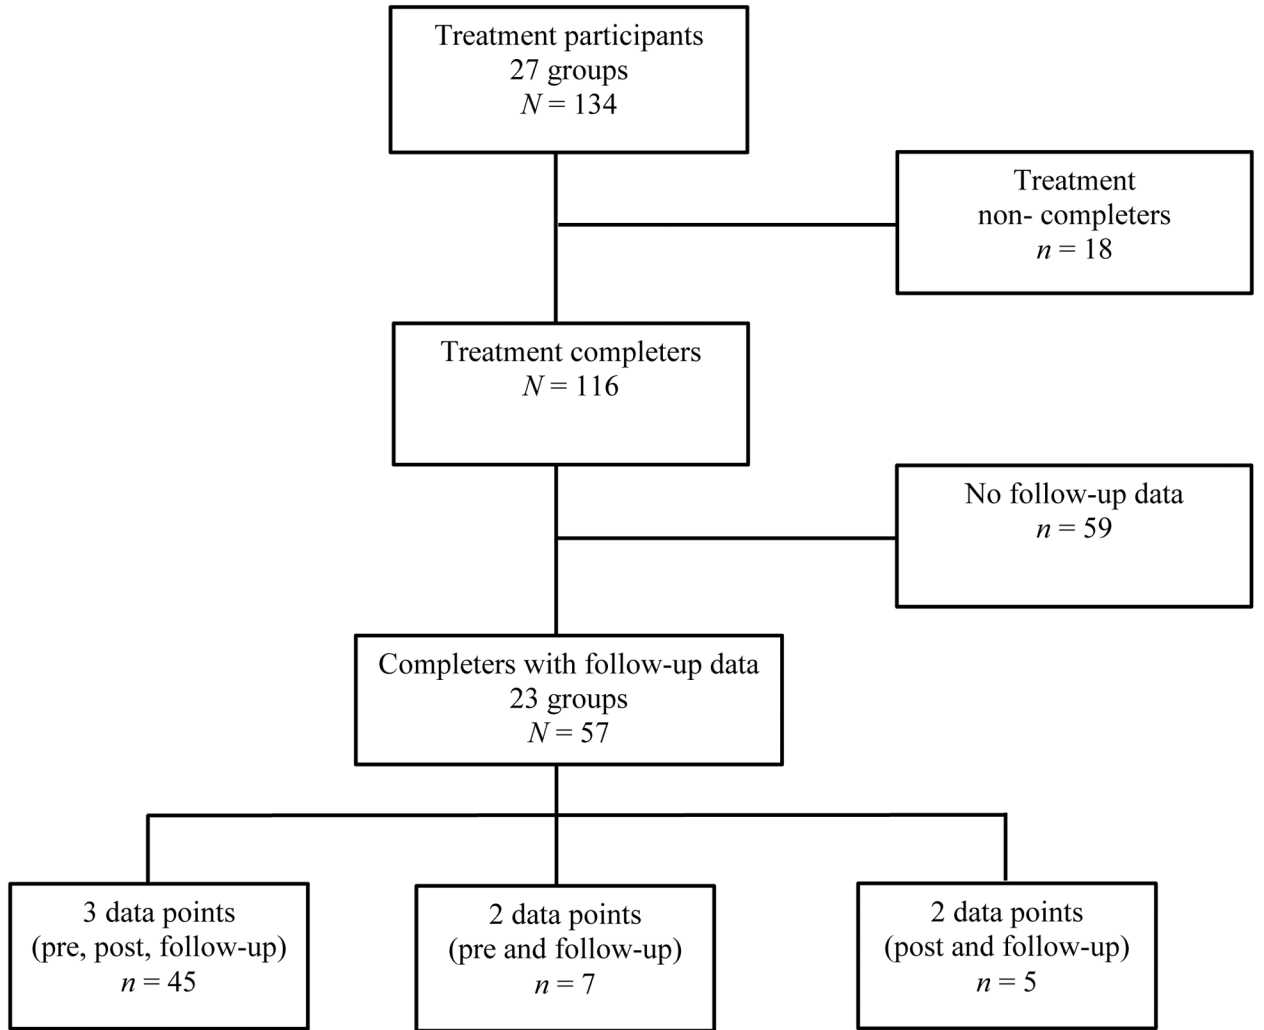 Treatment participants
27 groups
N = 134
Treatment
non- completers
n = 18
Treatment completers
N = 116
No follow-up data
n = 59
Completers with follow-up data
23 groups
N = 57
3 data points
(pre, post, follow-up)
n = 45
2 data points
(pre and follow-up)
n = 7
2 data points
(post and follow-up)
n = 5